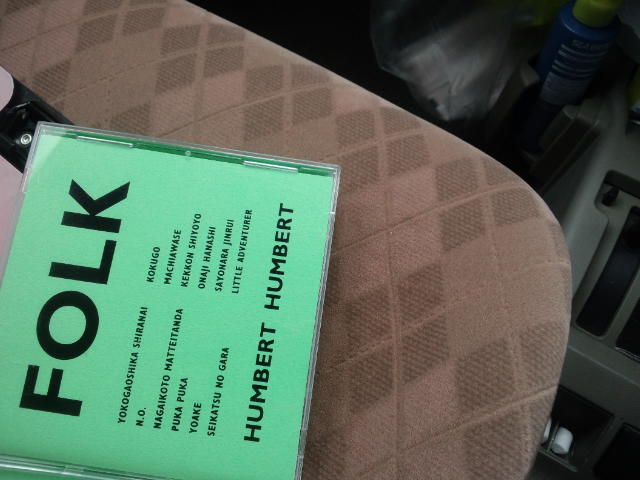 FOLK
YOKOGAOSHIKA SHIRANAI
N.O.
NAGAIKOTO MATTEITANDA
PUKA PUKA
YOAKE
SEIKATSU NO GARA
KOKUGO
MACHIAWASE
KEKKON SHIYOYO
ONAJI HANASHI
SAYONARA JINRUI
LITTLE ADVENTURER
HUMBERT HUMBERT